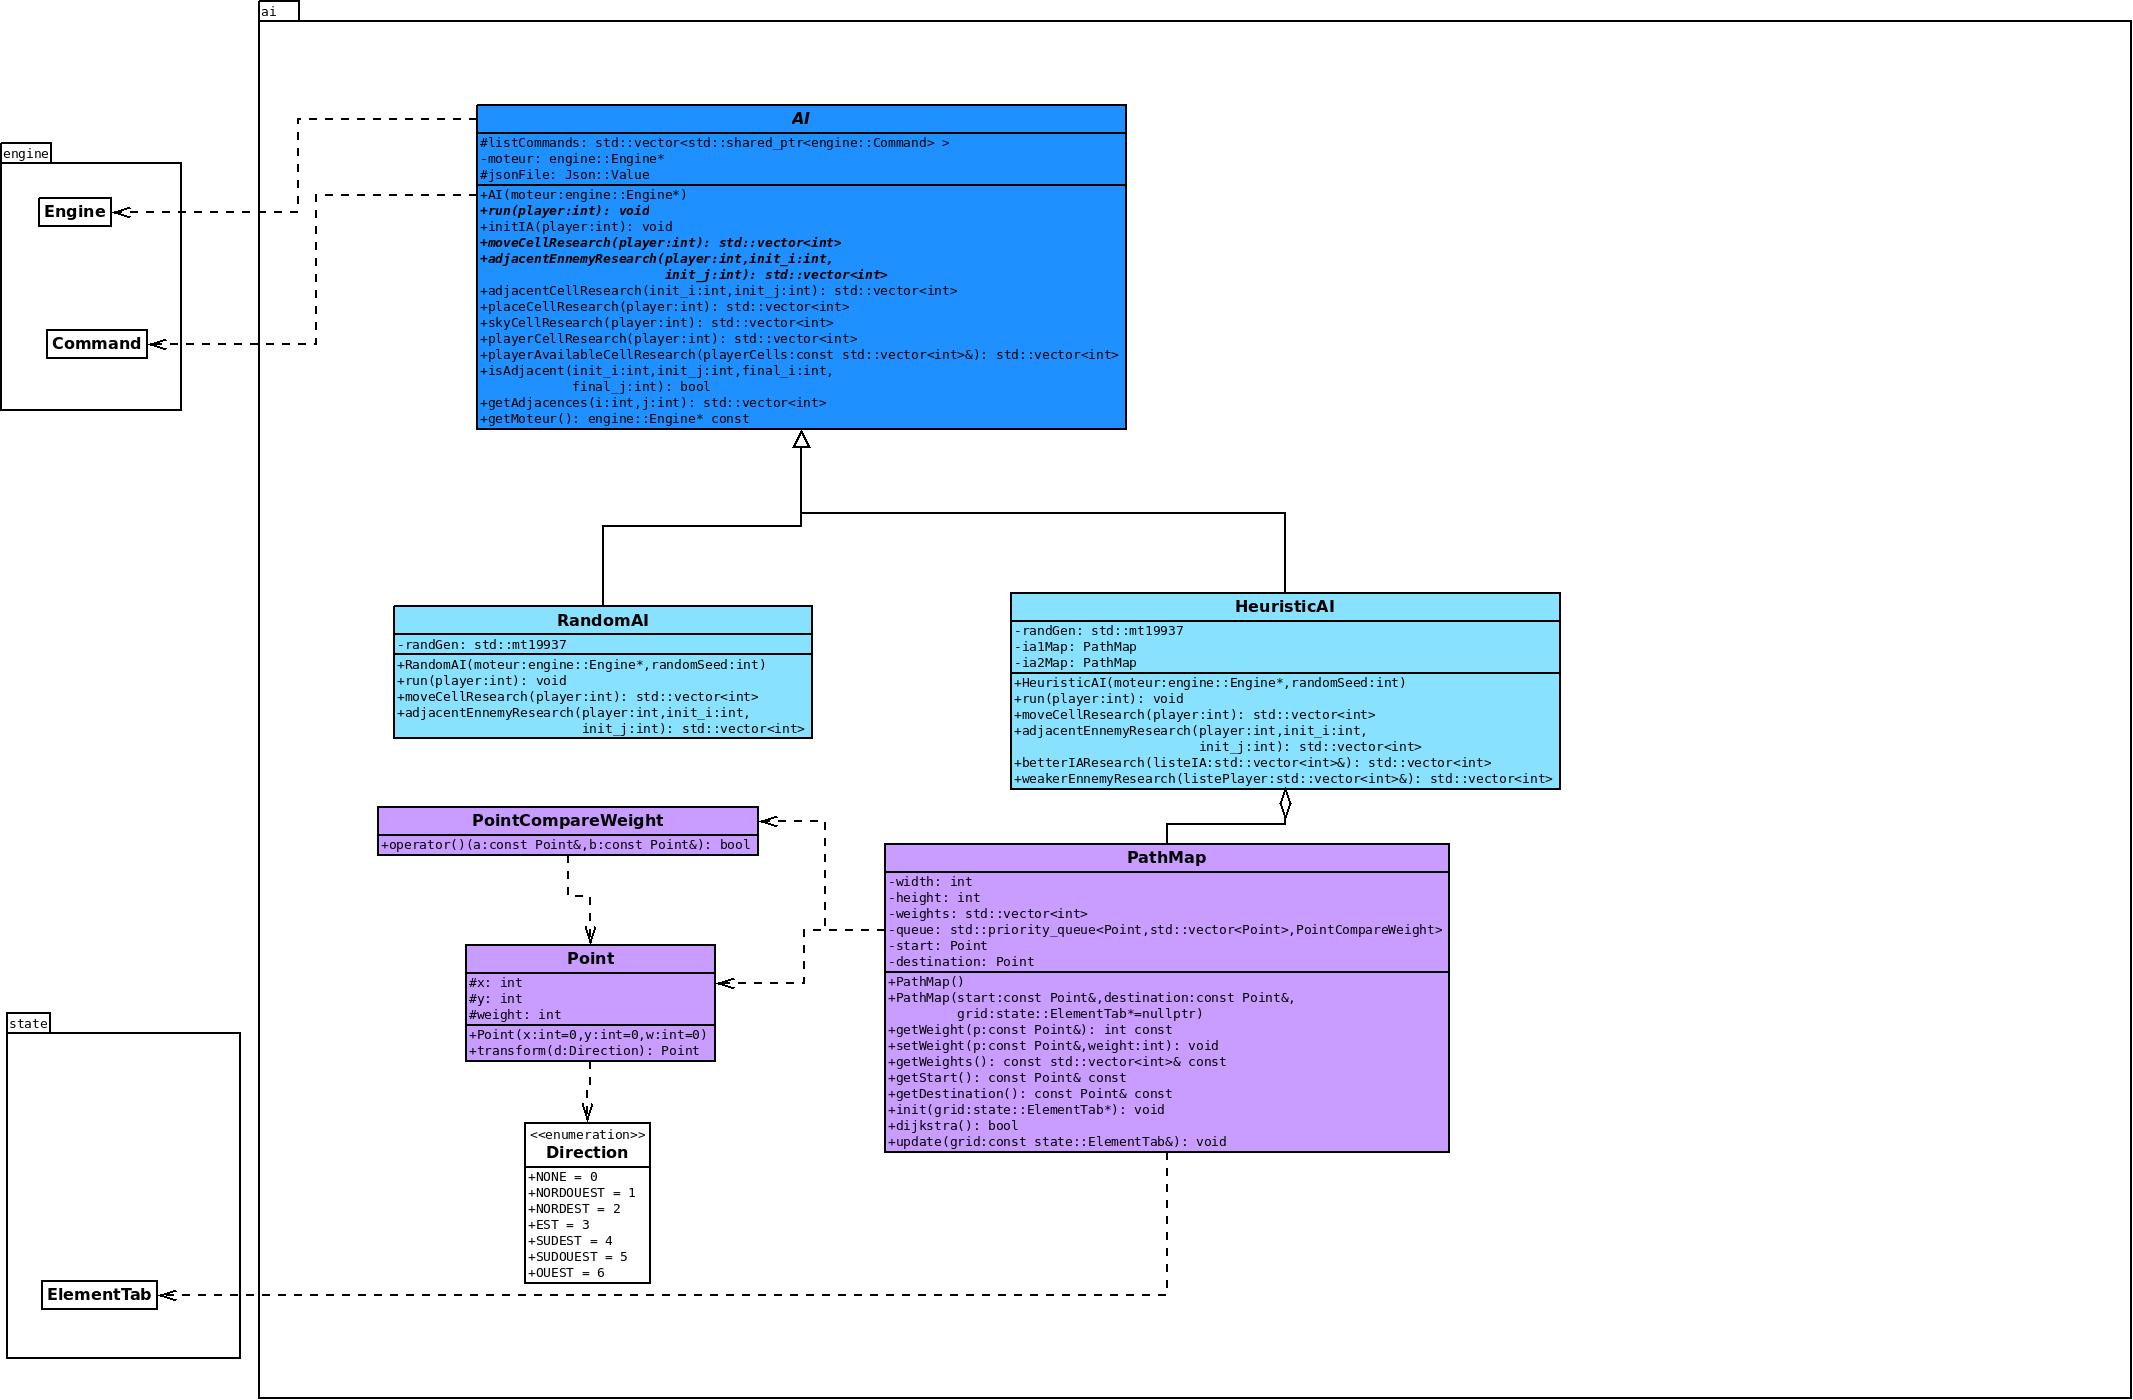 ai
engine
Engine
Command
AI
#listCommands: std::vector<std::shared_ptr<engine::Command> >
-moteur: engine::Engine*
#jsonFile: Json::Value
+AI(moteur:engine::Engine*)
+run(player:int): void
+initIA(player:int): void
+moveCellResearch(player:int): std::vector<int>
+adjacentEnnemyResearch(player:int,init_i:int,
init_j:int): std::vector<int>
+adjacentCellResearch(init_i:int,init_j:int): std::vector<int>
+placeCellResearch(player:int): std::vector<int>
+skyCellResearch(player:int): std::vector<int>
+playerCellResearch(player:int): std::vector<int>
+playerAvailableCellResearch(playerCells:const std::vector<int>&): std::vector<int>
+isAdjacent(init_i:int,init_j:int,final_i:int,
final_j:int): bool
+getAdjacences(i:int,j:int): std::vector<int>
+getMoteur(): engine::Engine* const
RandomAI
-randGen: std::mt19937
+RandomAI(moteur:engine::Engine*,randomSeed:int)
+run(player:int): void
+moveCellResearch(player:int): std::vector<int>
+adjacentEnnemyResearch(player:int,init_i:int,
init_j:int): std::vector<int>
HeuristicAI
-randGen: std::mt19937
-ia1Map: PathMap
-ia2Map: PathMap
+HeuristicAI(moteur:engine::Engine*,randomSeed:int)
+run(player:int): void
+moveCellResearch(player:int): std::vector<int>
+adjacentEnnemyResearch(player:int,init_i:int,
init_j:int): std::vector<int>
+betterIAResearch(listeIA:std::vector<int>&): std::vector<int>
+weakerEnnemyResearch(listePlayer:std::vector<int>&): std::vector<int>
PointCompareWeight
+operator()(a:const Point&,b:const Point&): bool
PathMap
-width: int
-height: int
-weights: std::vector<int>
-queue: std::priority_queue<Point,std::vector<Point>,PointCompareWeight>
-start: Point
-destination: Point
+PathMap()
+PathMap(start:const Point&,destination:const Point&,
grid:state::ElementTab*=nullptr)
+getWeight(p:const Point&): int const
+setWeight(p:const Point&,weight:int): void
+getWeights(): const std::vector<int>& const
+getStart(): const Point& const
+getDestination(): const Point& const
+init(grid:state::ElementTab*): void
+dijkstra(): bool
+update(grid:const state::ElementTab&): void
Point
#x: int
#y: int
#weight: int
+Point(x:int=0,y:int=0,w:int=0)
+transform(d:Direction): Point
<<enumeration>>
Direction
+NONE = 0
+NORDOUEST = 1
+NORDEST = 2
+EST = 3
+SUDEST = 4
+SUDOUEST = 5
+OUEST = 6
state
ElementTab